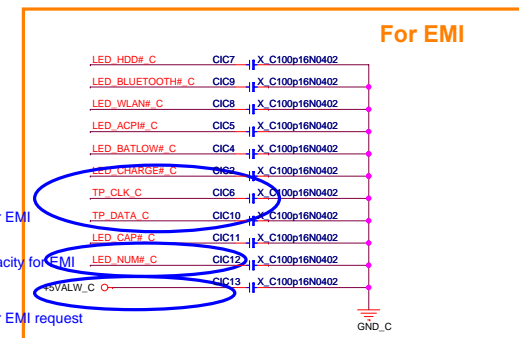 For EMI
LED_HDD#_C CIC7 X_C100p16N0402
LED_BLUETOOTH#_C CIC9 X_C100p16N0402
LED_WLAN#_C CIC8 X_C100p16N0402
LED_ACPI#_C CIC5 X_C100p16N0402
LED_BATLOW#_C CIC4 X_C100p16N0402
LED_CHARGE#_C CIC2 X_C100p16N0402
TP_CLK_C CIC6 X_C100p16N0402
r EMI TP_DATA_C CIC10 X_C100p16N0402
LED_CAP#_C CIC11 X_C100p16N0402
acity for EMI LED_NUM#_C CIC12 X_C100p16N0402
+5VALW_C CIC13 X_C100p16N0402
r EMI request
GND_C